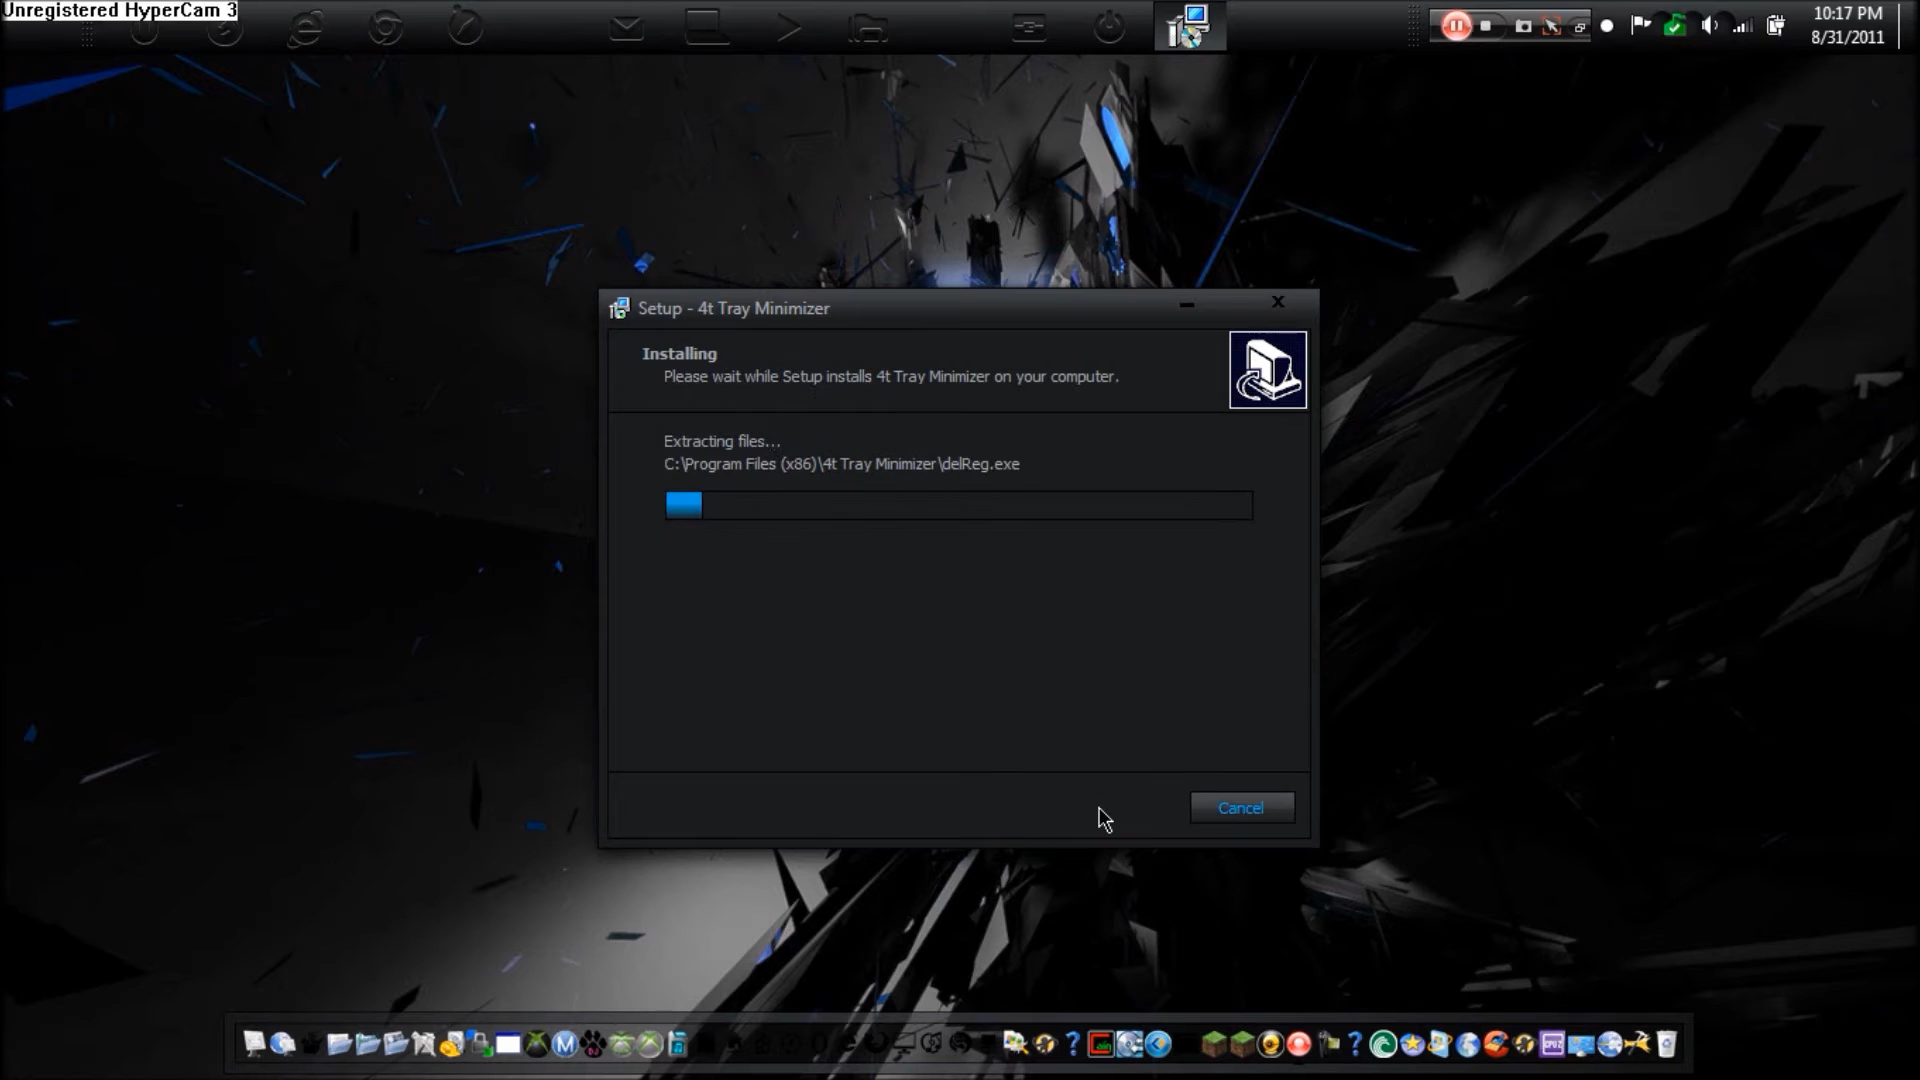 Unregistered HyperCam 3
10:17 PM
8/31/2011
Setup - 4t Tray Minimizer
Installing
Please wait while Setup installs 4t Tray Minimizer on your computer.
Extracting files...
C:\Program Files (x86)\4t Tray Minimizer\delReg.exe
Cancel